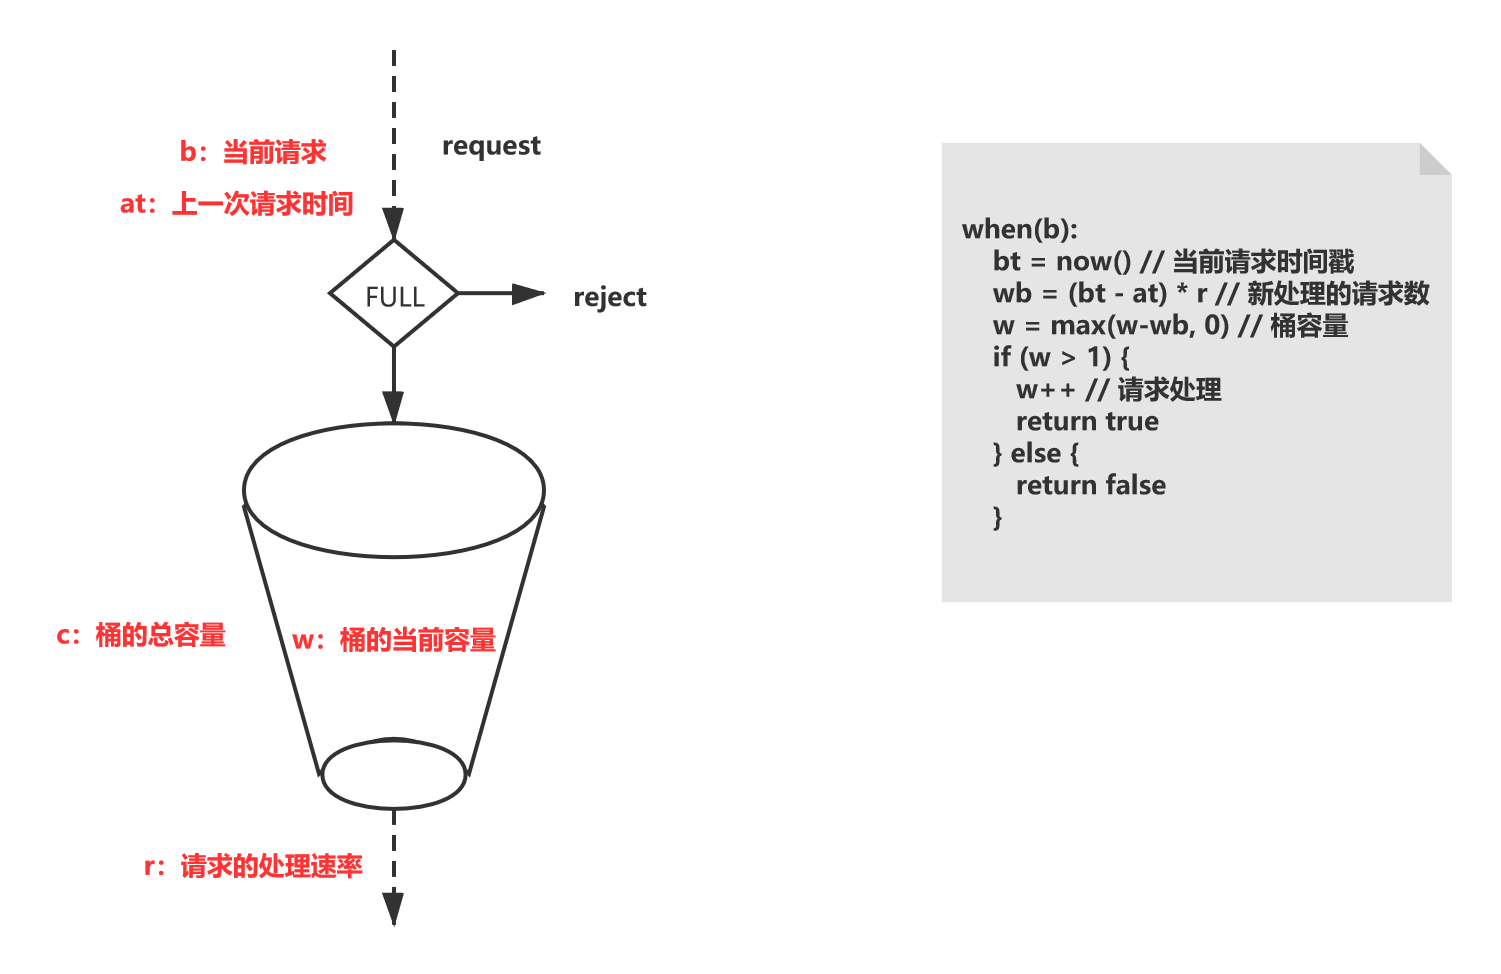 b：当前请求
request
at：上一次请求时间
FULL
reject
c：桶的总容量
w：桶的当前容量
r：请求的处理速率
when(b):
bt = now() // 当前请求时间戳
wb = (bt - at) * r // 新处理的请求数
w = max(w-wb, 0) // 桶容量
if (w > 1) {
w++ // 请求处理
return true
} else {
return false
}